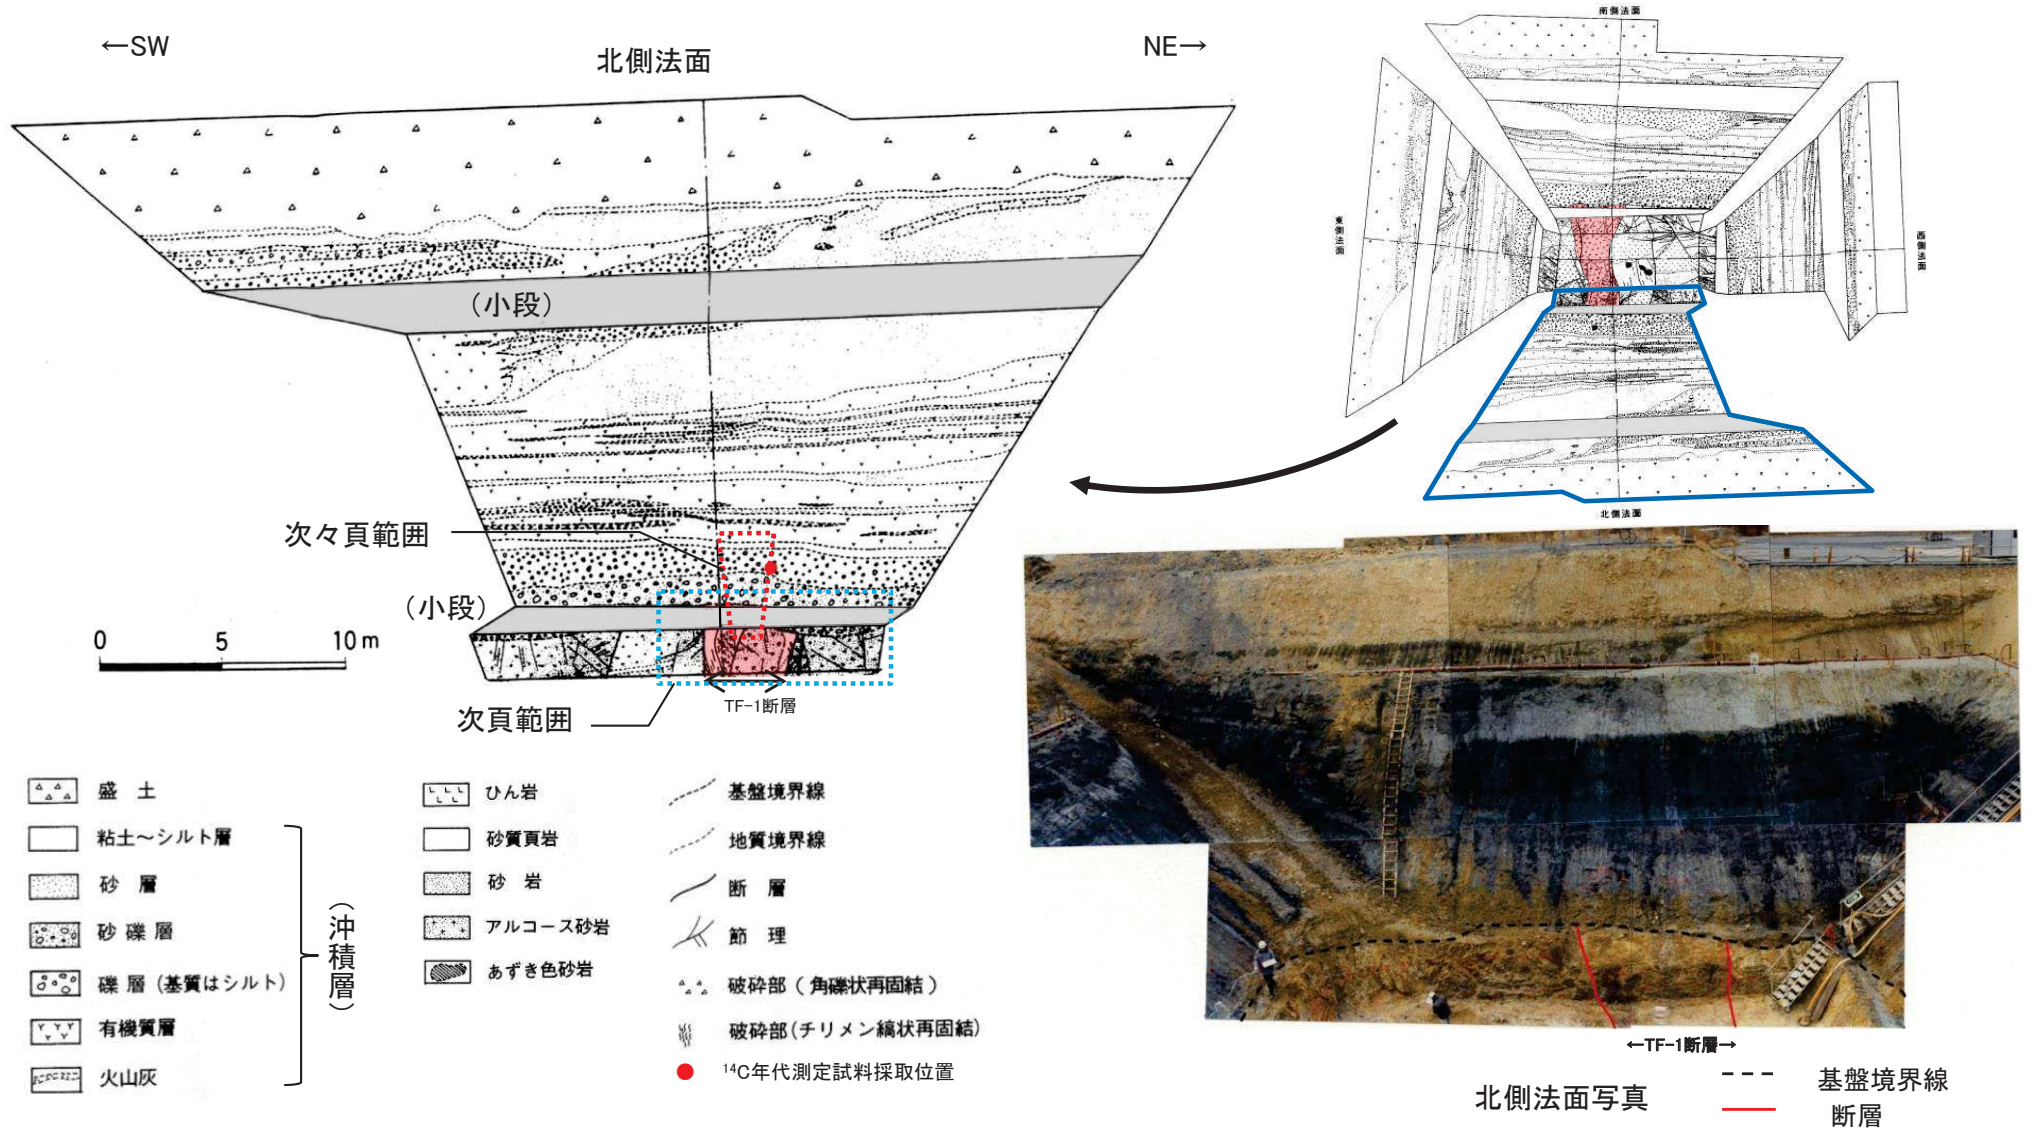 ←SW
北側法面
NE→
（小段）
次々頁範囲
（小段）
0 5 10 m
TF-1断層
次頁範囲
盛 土
粘土～シルト層
砂 層
砂礫層
礫層（基質はシルト）
有機質層
火山灰
（沖積層）
ひん岩
砂質頁岩
砂 岩
アルコース砂岩
あずき色砂岩
基盤境界線
地質境界線
断 層
節 理
破砕部（角礫状再固結）
破砕部（チリメン縞状再固結）
¹⁴C年代測定試料採取位置
南側法面
東側法面
西側法面
北側法面
←TF-1断層→
北側法面写真
基盤境界線
断層